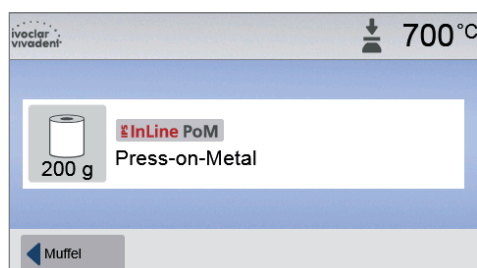 ivoclar
vivadent
700°C
IPS InLine PoM
200 g
Press-on-Metal
Muffel